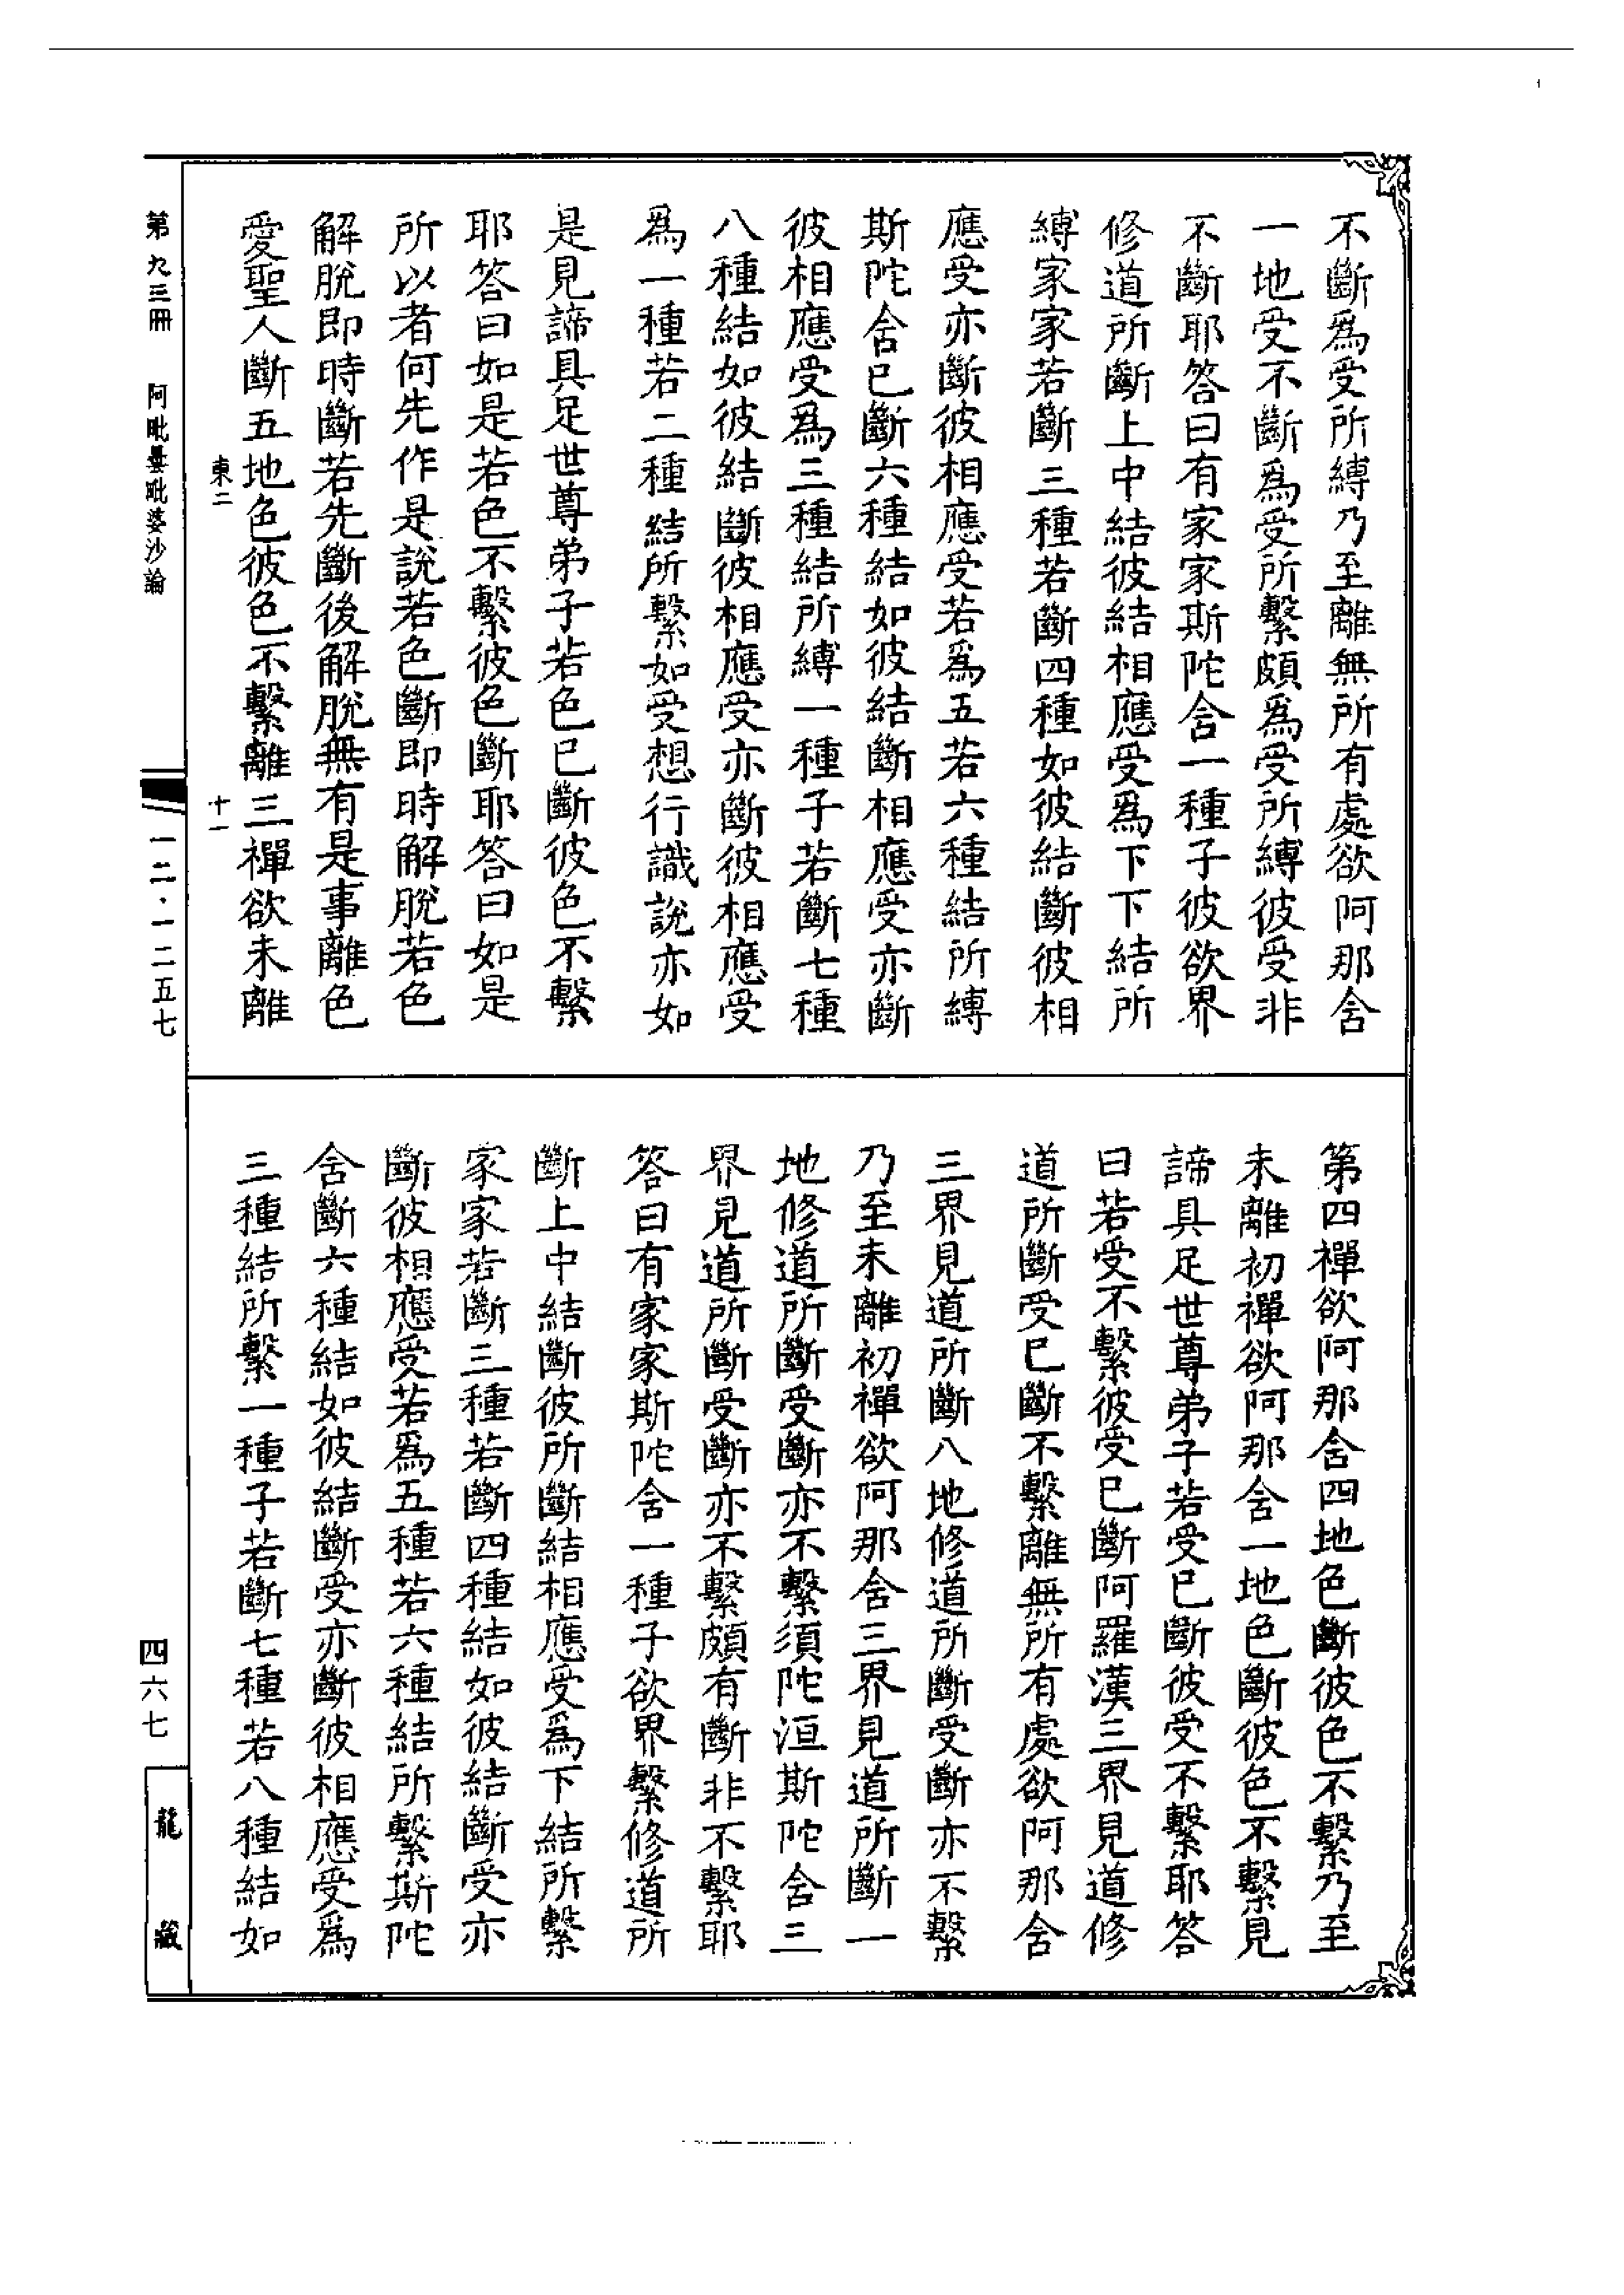 不斷爲受所縛乃至離無所有處欲阿那舍
一地受不斷爲受所繫頗爲受所縛彼受非
不斷耶答曰有家家斯陀舍一種子彼欲界
修道所斷上中結彼結相應受爲下下結所
縛家家若斷三種若斷四種如彼結斷彼相
應受亦斷彼相應受若爲五若六種結所縛
斯陀舍已斷六種結如彼結斷相應受亦斷
彼相應受爲三種結所縛一種子若斷七種
八種結如彼結斷彼相應受亦斷彼相應受
爲一種若二種結所繫如受想行識說亦如
是見諦具足世尊弟子若色已斷彼色不繫
耶答曰如是若色不繫彼色斷耶答曰如是
所以者何先作是說若色斷即時解脫若色
解脫即時斷若先斷後解脫無有是事離色
愛聖人斷五地色彼色不繫離三禪欲未離
東二 十一
第四禪欲阿那舍四地色斷彼色不繫乃至
未離初禪欲阿那舍一地色斷彼色不繫見
諦具足世尊弟子若受已斷彼受不繫耶答
曰若受不繫彼受已斷阿羅漢三界見道修
道所斷受已斷不繫離無所有處欲阿那舍
三界見道所斷八地修道所斷受斷亦不繫
乃至未離初禪欲阿那舍三界見道所斷一
地修道所斷受斷亦不繫須陀洹斯陀舍三
界見道所斷受斷亦不繫頗有斷非不繫耶
答曰有家家斯陀舍一種子欲界繫修道所
斷上中結斷彼所斷結相應受爲下結所繫
家家若斷三種若斷四種結如彼結斷受亦
斷彼相應受若爲五種若六種結所繫斯陀
舍斷六種結如彼結斷受亦斷彼相應受爲
三種結所繫一種子若斷七種若八種結如
第九三冊 阿毗曇毗婆沙論
一二·一二五七
四六七
龍藏